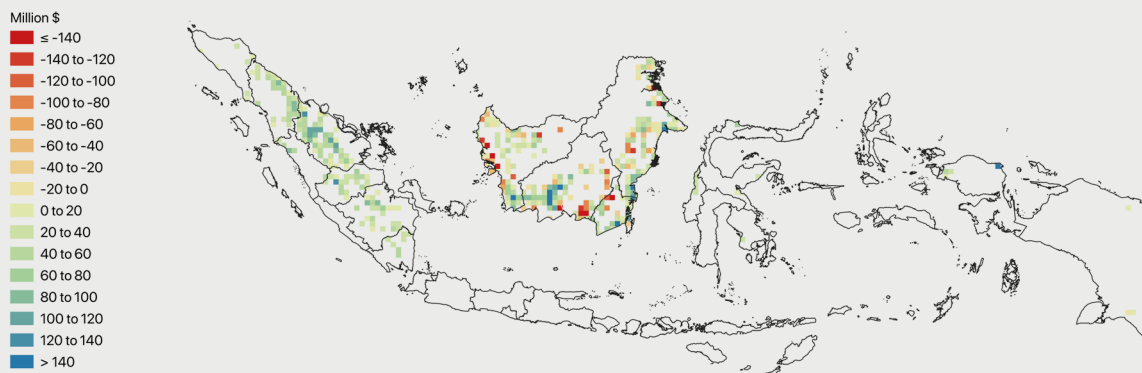 Million $
≤ -140
-140 to -120
-120 to -100
-100 to -80
-80 to -60
-60 to -40
-40 to -20
-20 to 0
0 to 20
20 to 40
40 to 60
60 to 80
80 to 100
100 to 120
120 to 140
> 140